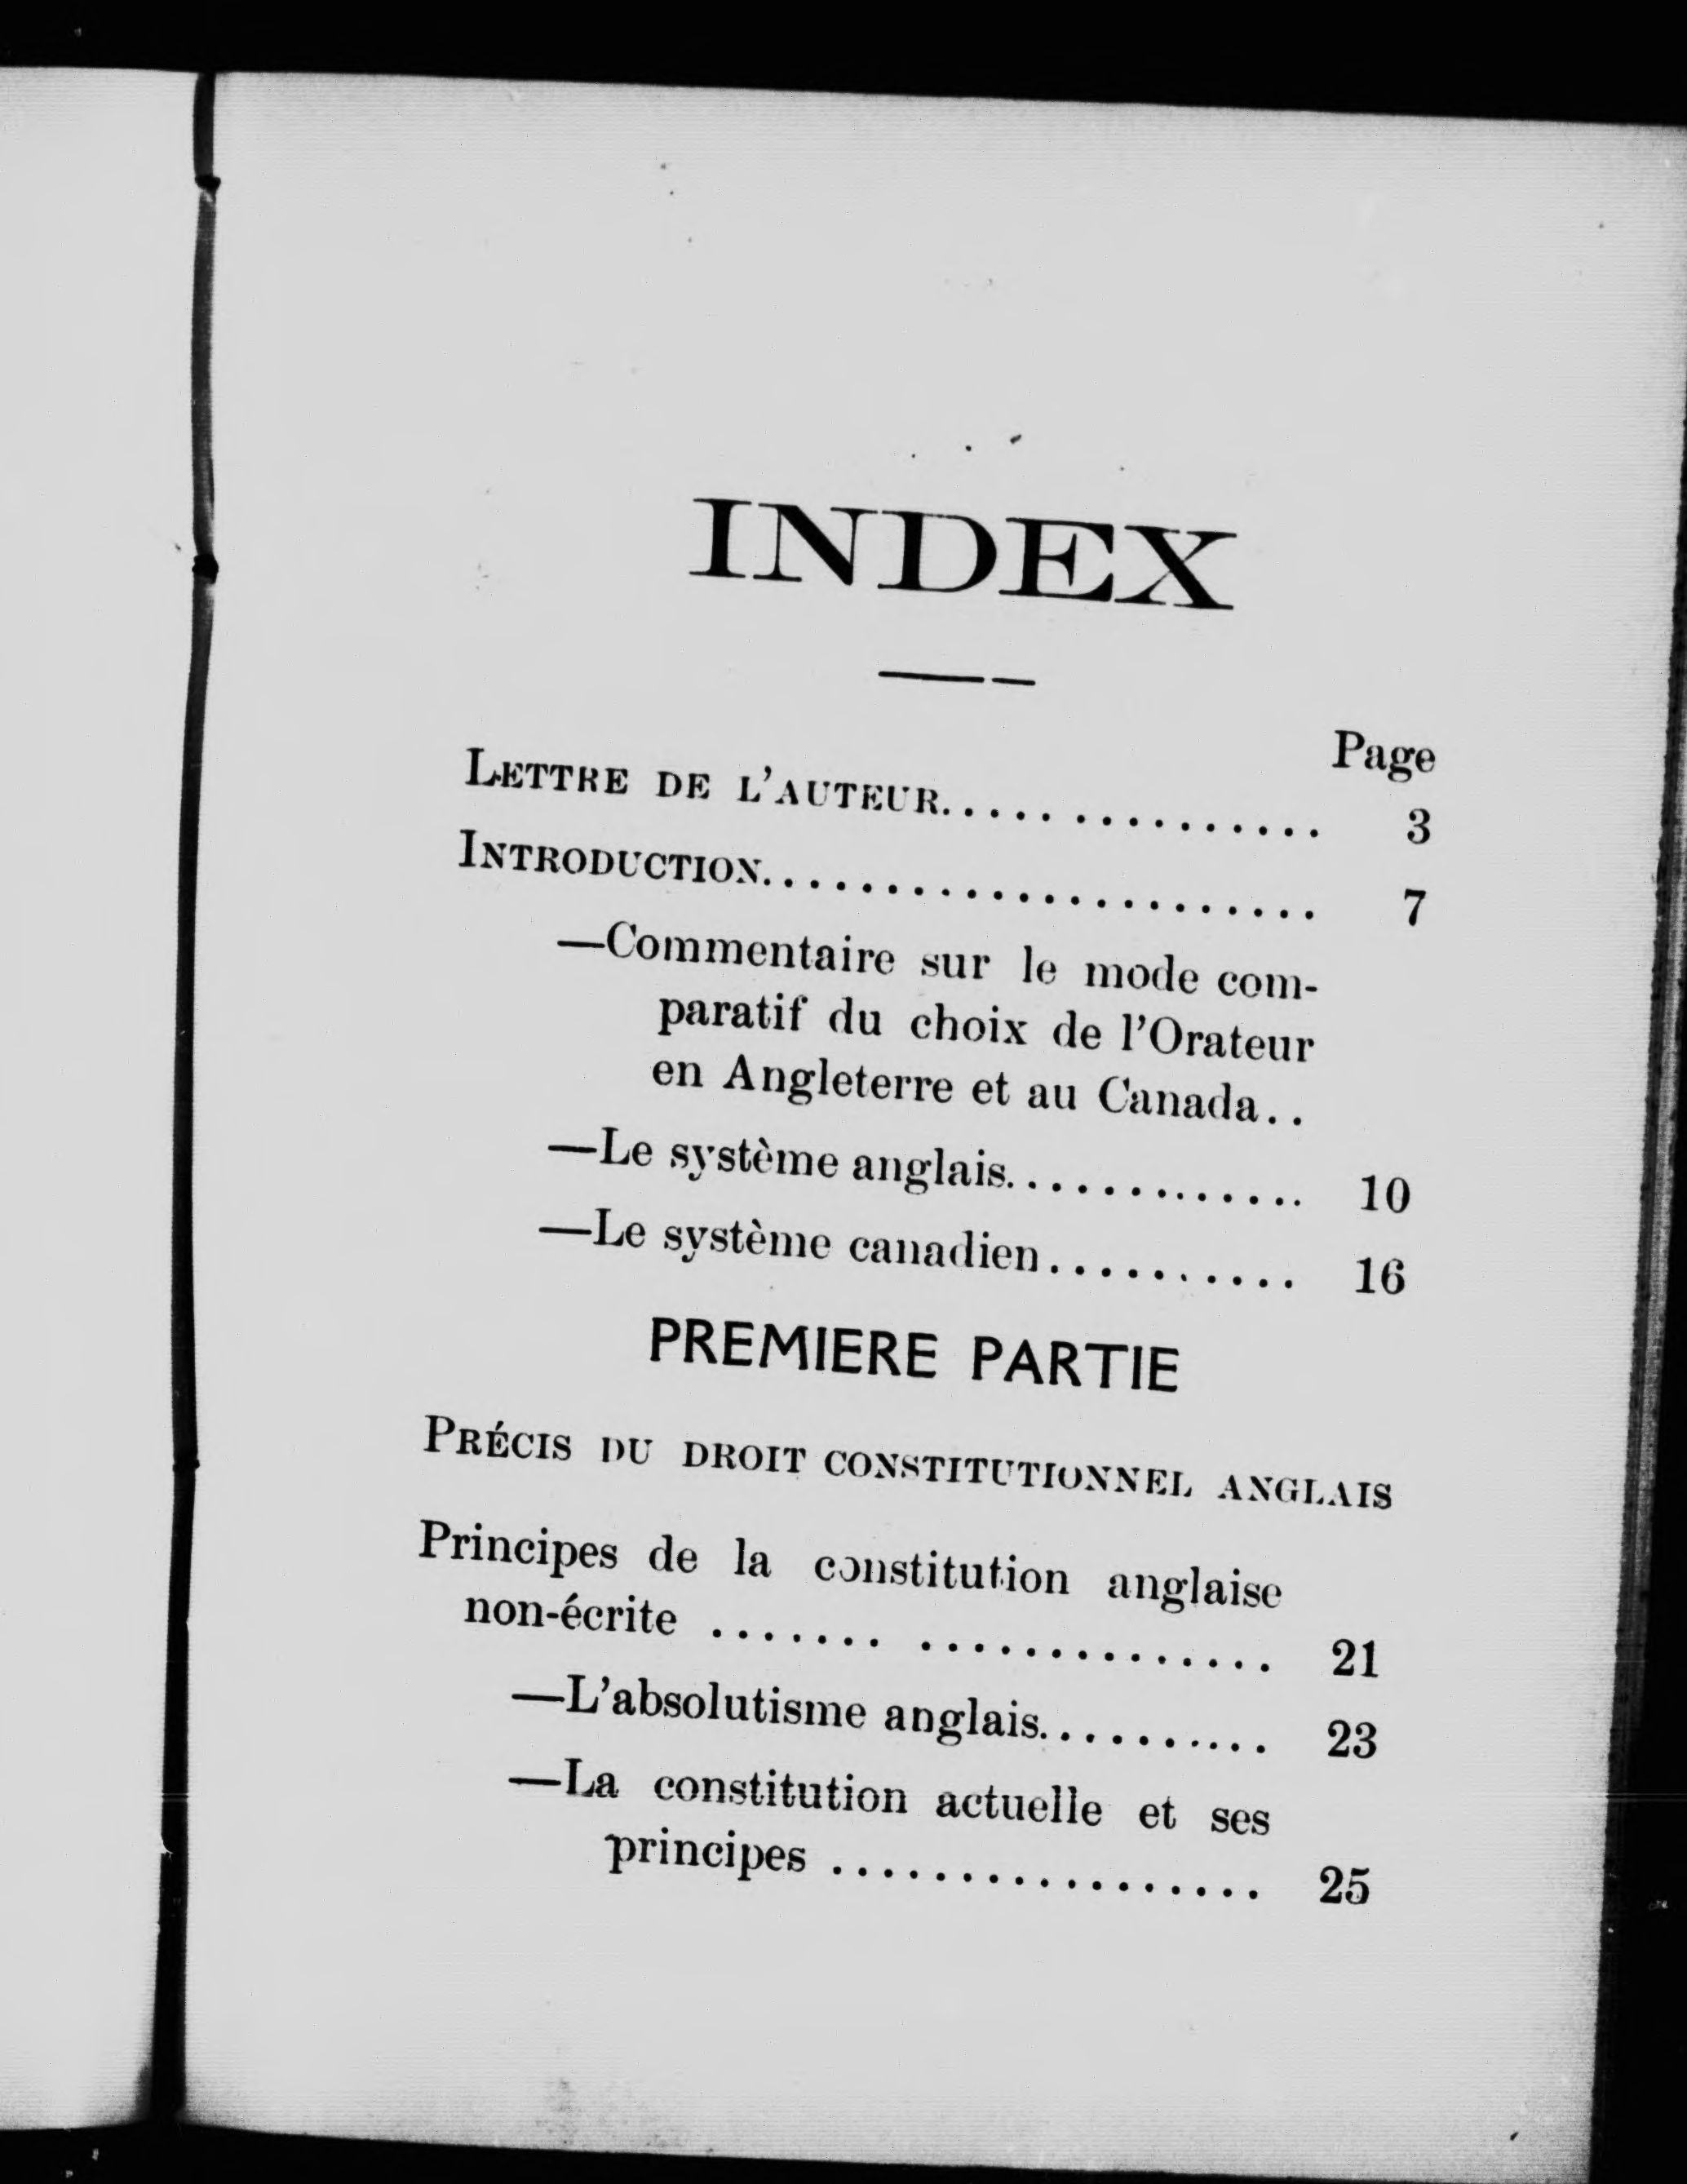 INDEX
Page
LETTRE DE L'AUTEUR..... ........... 3
INTRODUCTION...................... 7
—Commentaire sur le mode com-
paratif du choix de l'Orateur
en Angleterre et au Canada..
—Le système anglais............. 10
—Le système canadien.......... 16
PREMIERE PARTIE
PRÉCIS DU DROIT CONSTITUTIONNEL ANGLAIS
Principes de la constitution anglaise
non-écrite ....... .............. 21
—L'absolutisme anglais.......... 23
—La constitution actuelle et ses
principes ................. 25